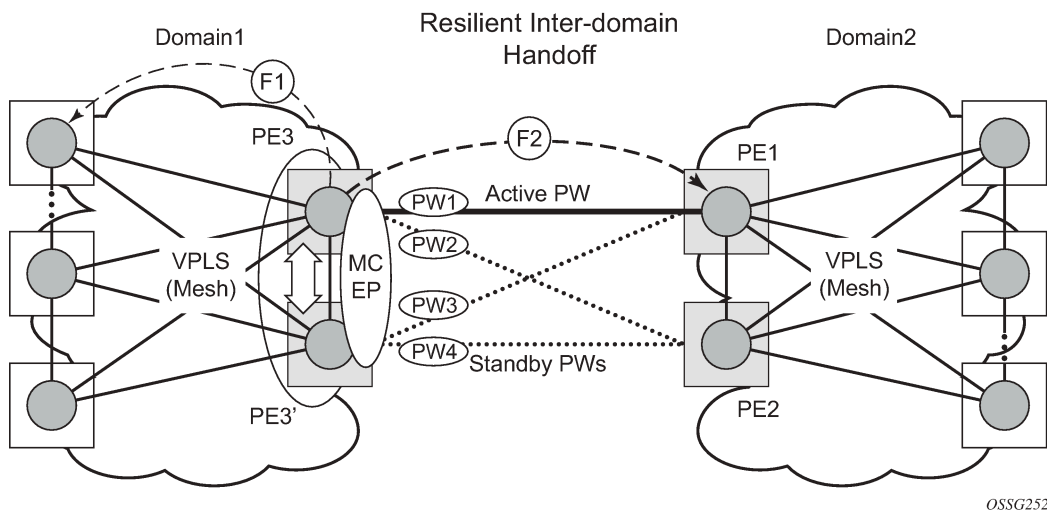 Resilient Inter-domain
Handoff
Domain1
Domain2
F1
F2
PE3
PE1
PW1
Active PW
PW2
VPLS
(Mesh)
MC
EP
VPLS
(Mesh)
PW3
PW4
Standby PWs
PE3’
PE2
OSSG252